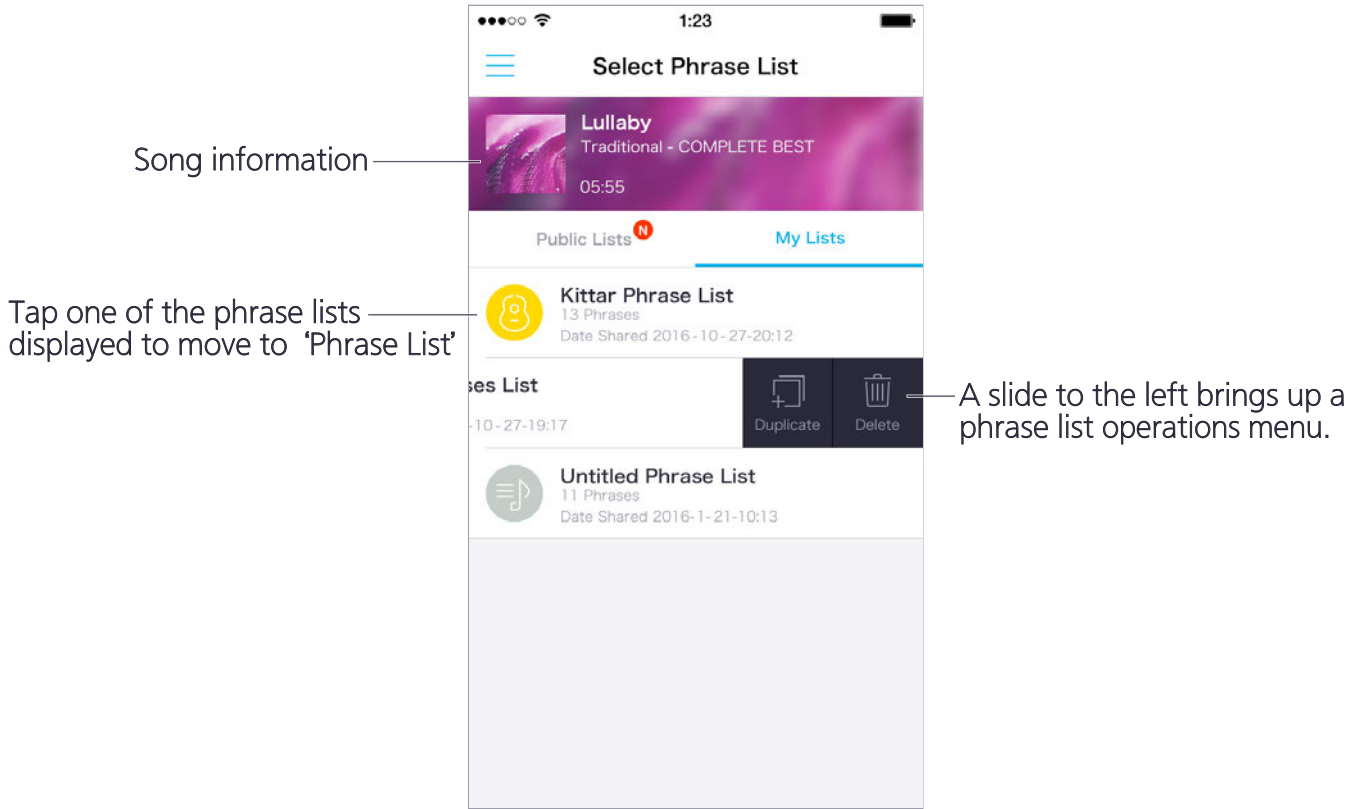 1:23
Select Phrase List
Song information
Lullaby
Traditional - COMPLETE BEST
05:55
Public Lists N
My Lists
Tap one of the phrase lists
displayed to move to ‘Phrase List’
Kittar Phrase List
13 Phrases
Date Shared 2016-10-27-20:12
ses List
-10-27-19:17
Duplicate
Delete
A slide to the left brings up a
phrase list operations menu.
Untitled Phrase List
11 Phrases
Date Shared 2016-1-21-10:13